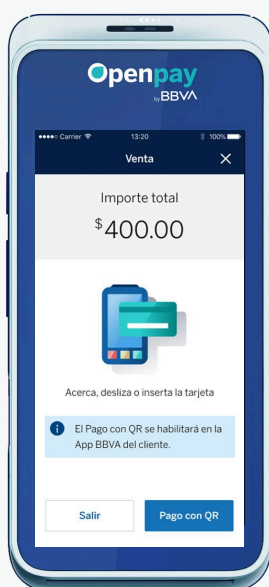 Openpay
by BBVA
Carrier 13:20 100%
Venta
Importe total
$400.00
Acerca, desliza o inserta la tarjeta
El Pago con QR se habilitará en la
App BBVA del cliente.
Salir Pago con QR